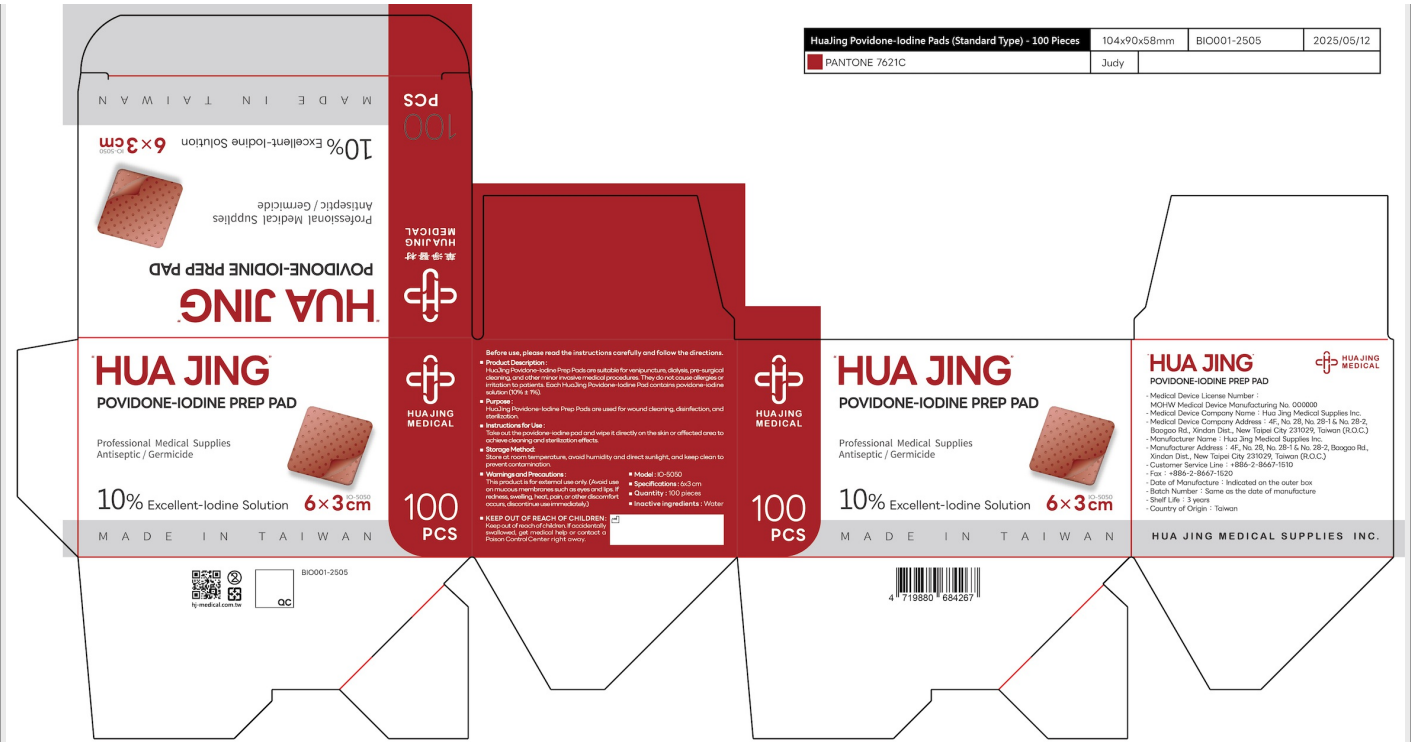 HuaJing Povidone-Iodine Pads (Standard Type) - 100 Pieces
104x90x58mm
BIO001-2505
2025/05/12
PANTONE 7621C
Judy
MADE IN TAIWAN
10% Excellent-Iodine Solution
IO-5050
6×3cm
Professional Medical Supplies
Antiseptic / Germicide
POVIDONE-IODINE PREP PAD
"HUA JING"
100
PCS
華淨醫材
HUAJING
MEDICAL
"HUA JING"
POVIDONE-IODINE PREP PAD
Professional Medical Supplies
Antiseptic / Germicide
10% Excellent-Iodine Solution
IO-5050
6×3cm
MADE IN TAIWAN
HUAJING
MEDICAL
100
PCS
Before use, please read the instructions carefully and follow the directions.
■ Product Description :
HuaJing Povidone-Iodine Prep Pads are suitable for venipuncture, dialysis, pre-surgical
cleaning, and other minor invasive medical procedures. They do not cause allergies or
irritation to patients. Each HuaJing Povidone-Iodine Pad contains povidone-iodine
solution (10% ± 1%).
■ Purpose :
HuaJing Povidone-Iodine Prep Pads are used for wound cleaning, disinfection, and
sterilization.
■ Instructions for Use :
Take out the povidone-iodine pad and wipe it directly on the skin or affected area to
achieve cleaning and sterilization effects.
■ Storage Method:
Store at room temperature, avoid humidity and direct sunlight, and keep clean to
prevent contamination.
■ Warnings and Precautions :
This product is for external use only. (Avoid use
on mucous membranes such as eyes and lips. If
redness, swelling, heat, pain, or other discomfort
occurs, discontinue use immediately.)
■ Model : IO-5050
■ Specifications : 6x3 cm
■ Quantity : 100 pieces
■ Inactive ingredients : Water
■ KEEP OUT OF REACH OF CHILDREN:
Keep out of reach of children. If accidentally
swallowed, get medical help or contact a
Poison Control Center right away.
HUAJING
MEDICAL
100
PCS
"HUA JING"
POVIDONE-IODINE PREP PAD
Professional Medical Supplies
Antiseptic / Germicide
10% Excellent-Iodine Solution
IO-5050
6×3cm
MADE IN TAIWAN
"HUA JING"
HUAJING
MEDICAL
POVIDONE-IODINE PREP PAD
- Medical Device License Number :
MOHW Medical Device Manufacturing No. 000000
- Medical Device Company Name : Hua Jing Medical Supplies Inc.
- Medical Device Company Address : 4F., No. 28, No. 28-1 & No. 28-2,
Baogao Rd., Xindan Dist., New Taipei City 231029, Taiwan (R.O.C.)
- Manufacturer Name : Hua Jing Medical Supplies Inc.
- Manufacturer Address : 4F., No. 28, No. 28-1 & No. 28-2, Baogao Rd.,
Xindan Dist., New Taipei City 231029, Taiwan (R.O.C.)
- Customer Service Line : +886-2-8667-1510
- Fax : +886-2-8667-1520
- Date of Manufacture : Indicated on the outer box
- Batch Number : Same as the date of manufacture
- Shelf Life : 3 years
- Country of Origin : Taiwan
HUA JING MEDICAL SUPPLIES INC.
hj-medical.com.tw
QC
BIO001-2505
4 719880 684267